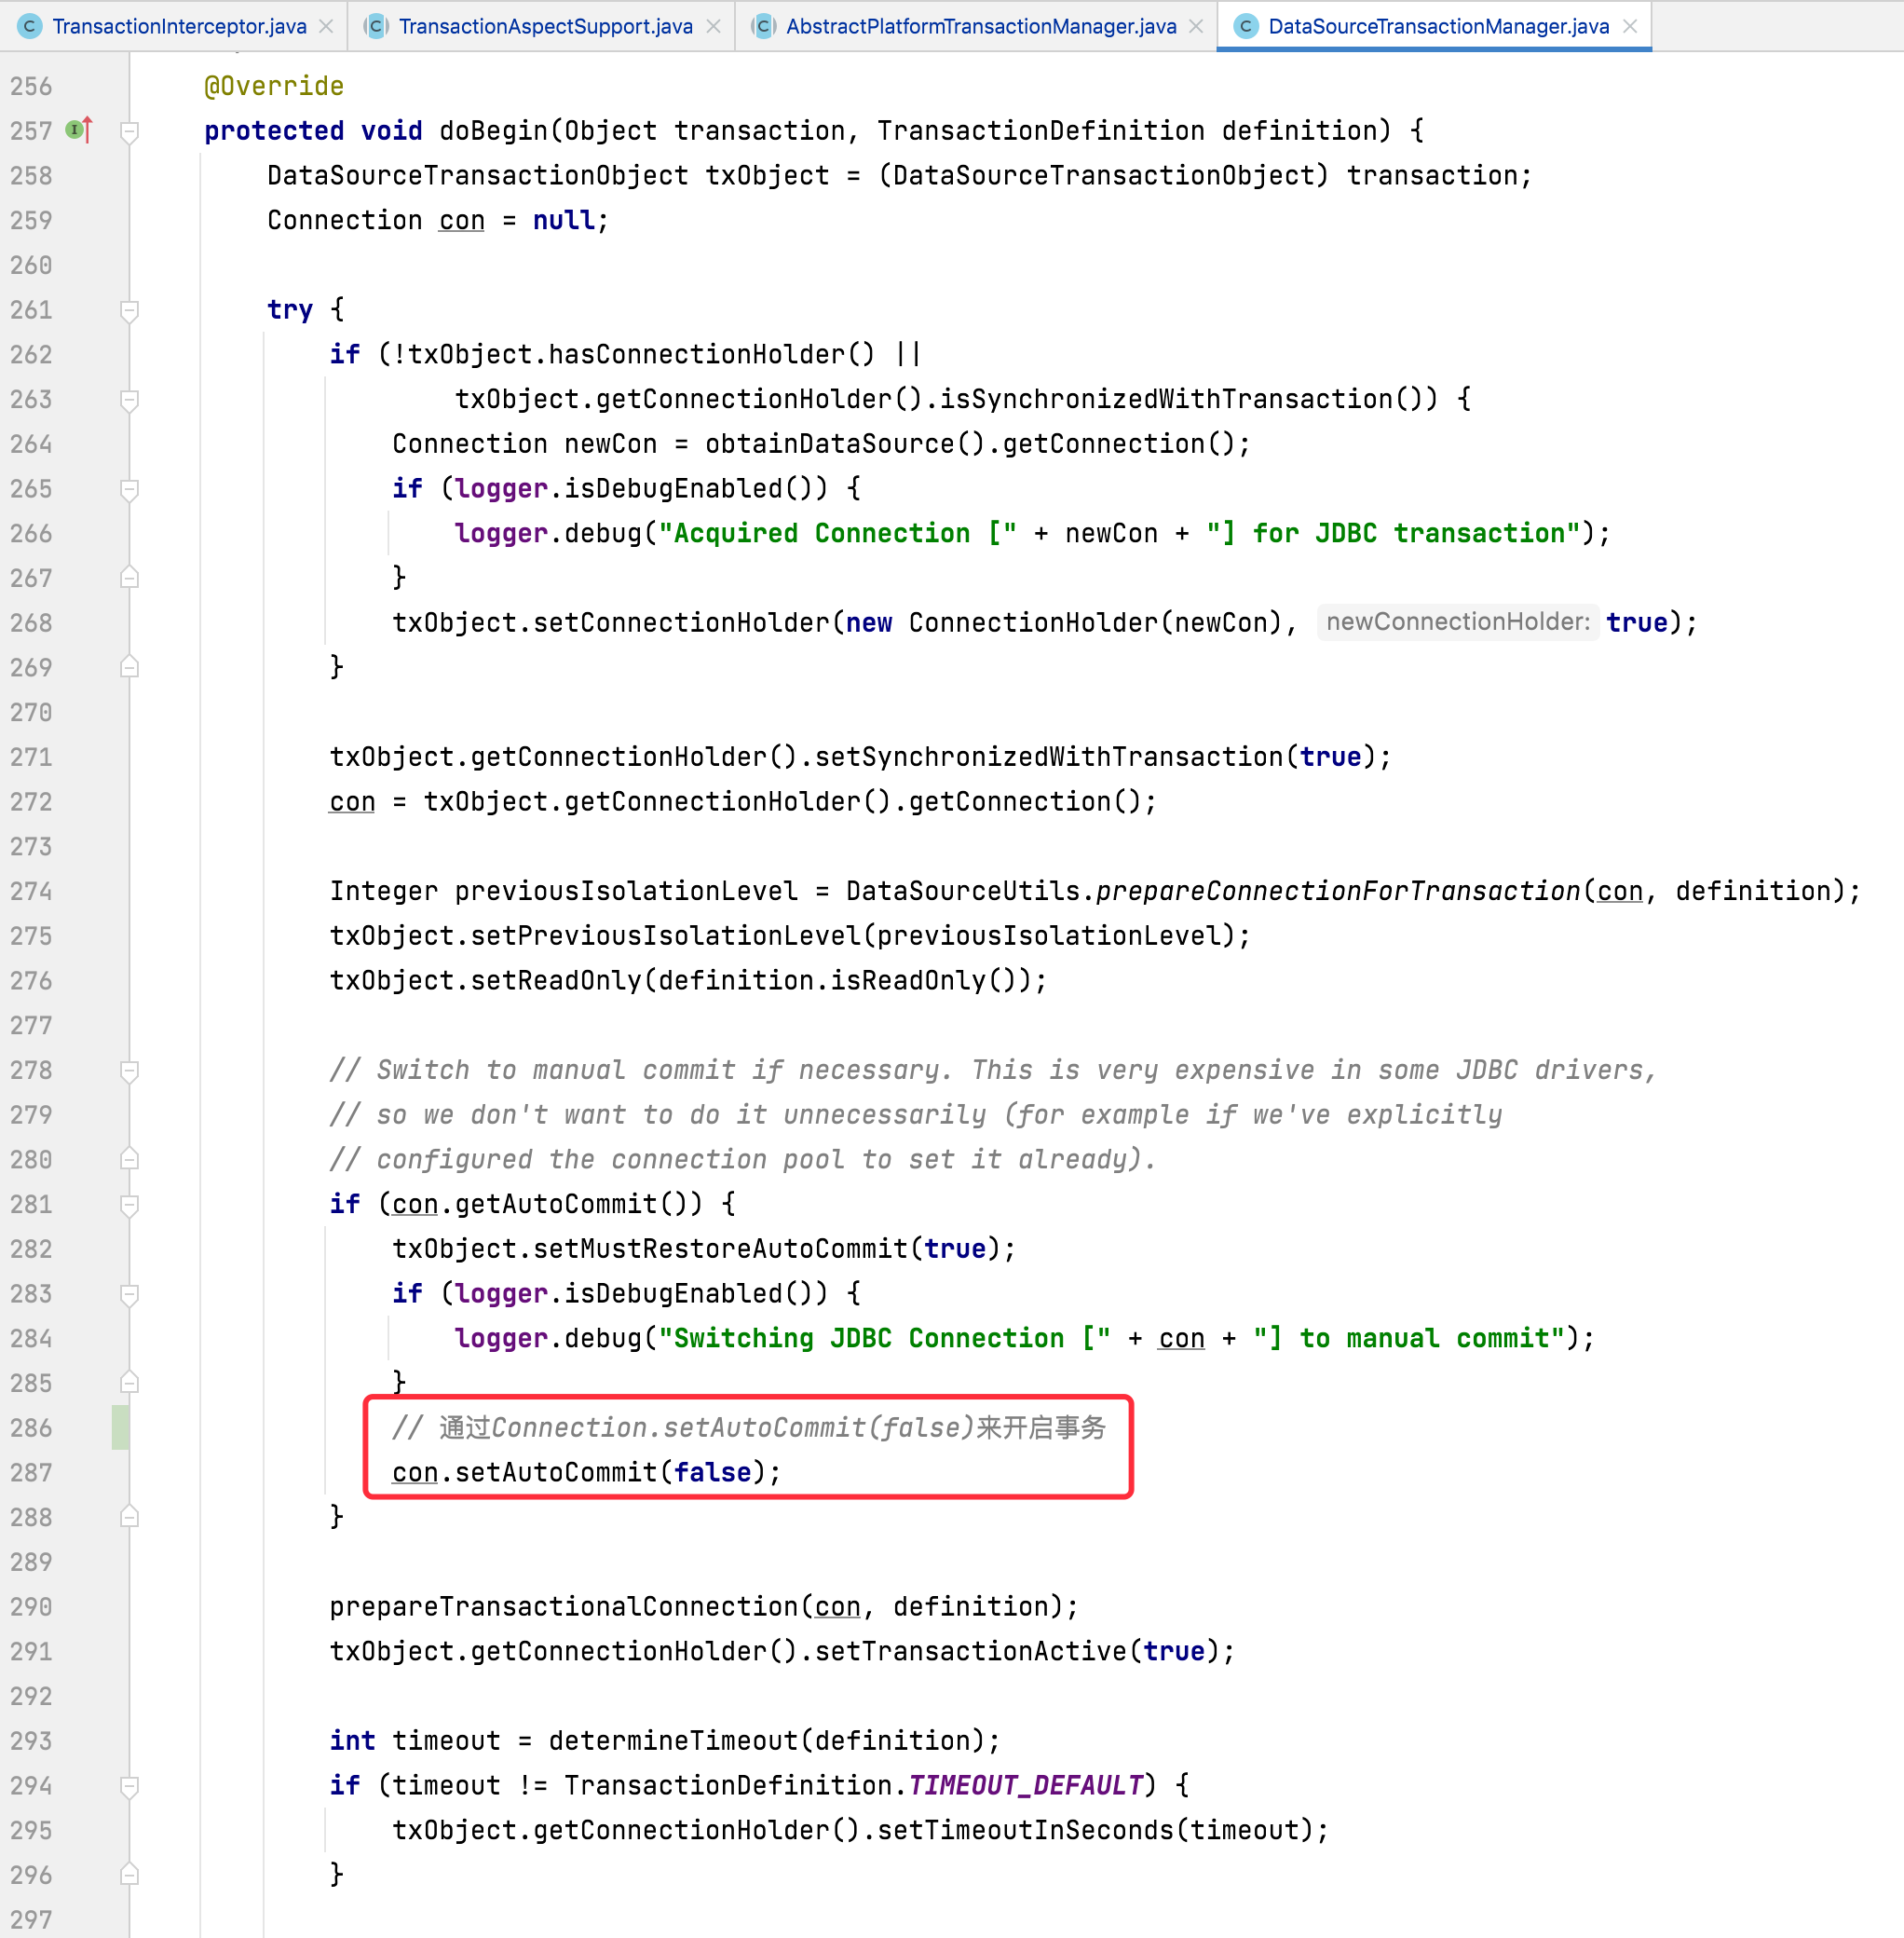 TransactionInterceptor.java TransactionAspectSupport.java AbstractPlatformTransactionManager.java DataSourceTransactionManager.java
256 @Override
257 protected void doBegin(Object transaction, TransactionDefinition definition) {
258 DataSourceTransactionObject txObject = (DataSourceTransactionObject) transaction;
259 Connection con = null;
260
261 try {
262 if (!txObject.hasConnectionHolder() ||
263 txObject.getConnectionHolder().isSynchronizedWithTransaction()) {
264 Connection newCon = obtainDataSource().getConnection();
265 if (logger.isDebugEnabled()) {
266 logger.debug("Acquired Connection [" + newCon + "] for JDBC transaction");
267 }
268 txObject.setConnectionHolder(new ConnectionHolder(newCon), newConnectionHolder: true);
269 }
270
271 txObject.getConnectionHolder().setSynchronizedWithTransaction(true);
272 con = txObject.getConnectionHolder().getConnection();
273
274 Integer previousIsolationLevel = DataSourceUtils.prepareConnectionForTransaction(con, definition);
275 txObject.setPreviousIsolationLevel(previousIsolationLevel);
276 txObject.setReadOnly(definition.isReadOnly());
277
278 // Switch to manual commit if necessary. This is very expensive in some JDBC drivers,
279 // so we don't want to do it unnecessarily (for example if we've explicitly
280 // configured the connection pool to set it already).
281 if (con.getAutoCommit()) {
282 txObject.setMustRestoreAutoCommit(true);
283 if (logger.isDebugEnabled()) {
284 logger.debug("Switching JDBC Connection [" + con + "] to manual commit");
285 }
286 // 通过Connection.setAutoCommit(false)来开启事务
287 con.setAutoCommit(false);
288 }
289
290 prepareTransactionalConnection(con, definition);
291 txObject.getConnectionHolder().setTransactionActive(true);
292
293 int timeout = determineTimeout(definition);
294 if (timeout != TransactionDefinition.TIMEOUT_DEFAULT) {
295 txObject.getConnectionHolder().setTimeoutInSeconds(timeout);
296 }
297